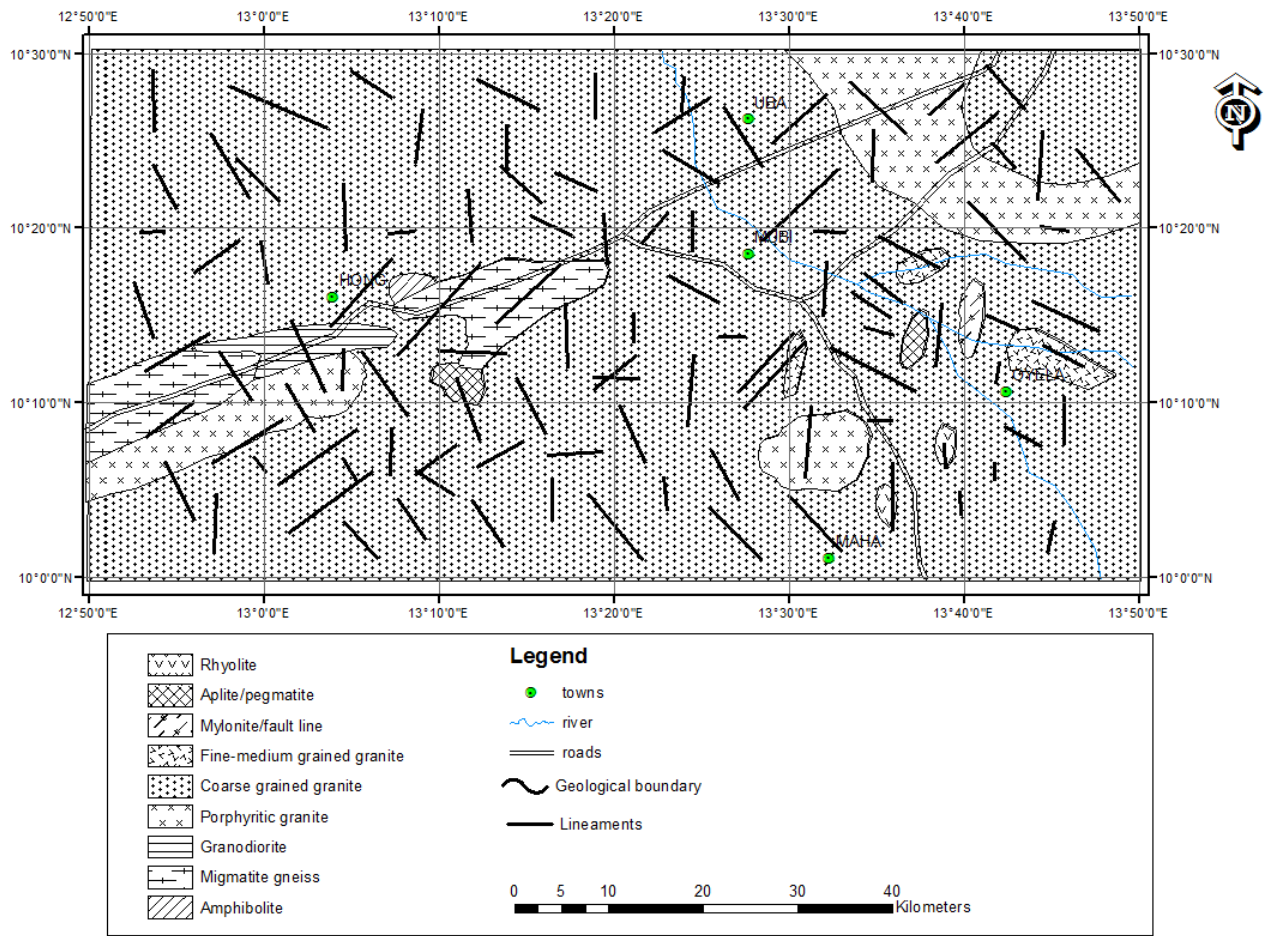 12°50'0"E 13°0'0"E 13°10'0"E 13°20'0"E 13°30'0"E 13°40'0"E 13°50'0"E
10°30'0"N 10°30'0"N
N
UBA
10°20'0"N 10°20'0"N
MUBI
HONG
GYELLA
10°10'0"N 10°10'0"N
MAHA
10°0'0"N 10°0'0"N
12°50'0"E 13°0'0"E 13°10'0"E 13°20'0"E 13°30'0"E 13°40'0"E 13°50'0"E
Rhyolite
Aplite/pegmatite
Mylonite/fault line
Fine-medium grained granite
Coarse grained granite
Porphyritic granite
Granodiorite
Migmatite gneiss
Amphibolite
Legend
towns
river
roads
Geological boundary
Lineaments
0 5 10 20 30 40
Kilometers